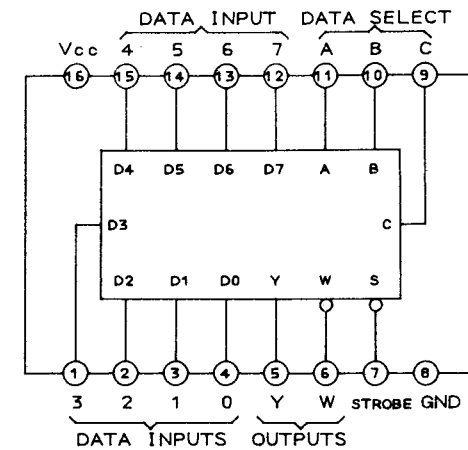 DATA INPUT DATA SELECT
Vcc 4 5 6 7 A B C
16 15 14 13 12 11 10 9
D4 D5 D6 D7 A B
D3 C
D2 D1 D0 Y W S
1 2 3 4 5 6 7 8
3 2 1 0 Y W STROBE GND
DATA INPUTS OUTPUTS